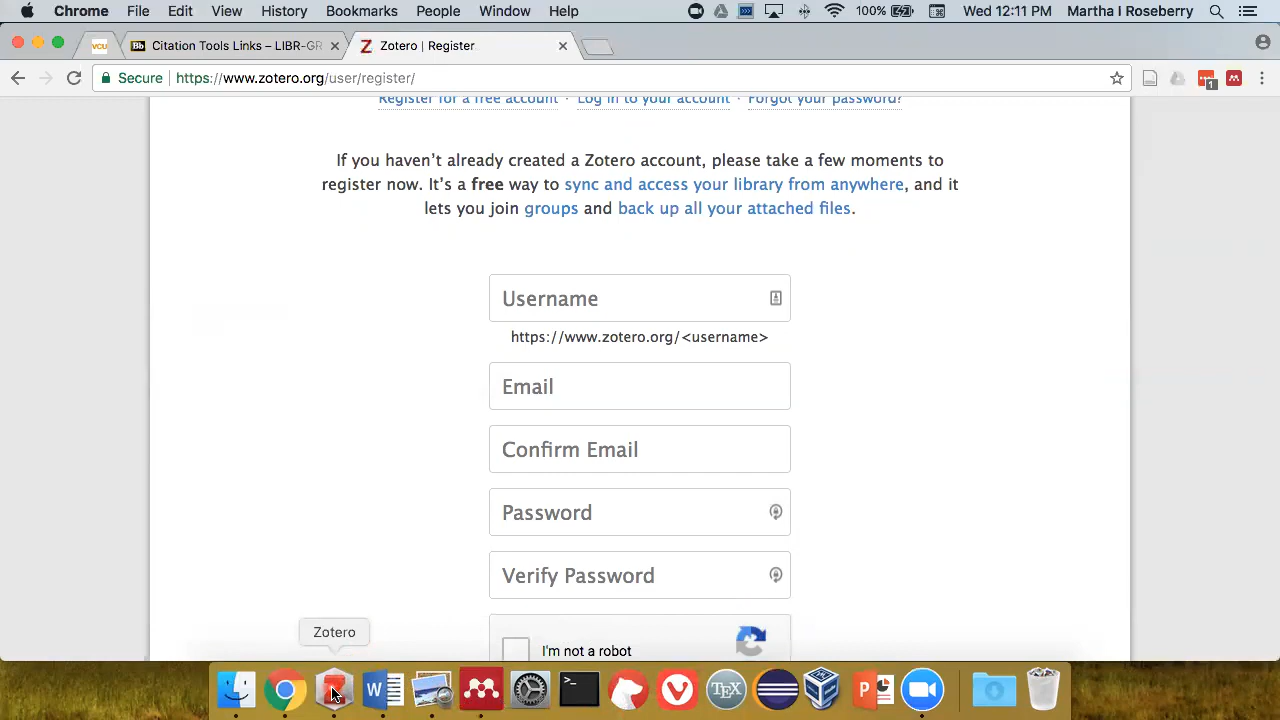 Chrome File Edit View History Bookmarks People Window Help 100% Wed 12:11 PM Martha I Roseberry
VCU Bb Citation Tools Links – LIBR-GR Z Zotero | Register
Secure https://www.zotero.org/user/register/ 1
Register for a free account · Log in to your account · Forgot your password?
If you haven't already created a Zotero account, please take a few moments to
register now. It's a free way to sync and access your library from anywhere, and it
lets you join groups and back up all your attached files.
Username
https://www.zotero.org/<username>
Email
Confirm Email
Password
Verify Password
I'm not a robot
Zotero
W >_ TEX P